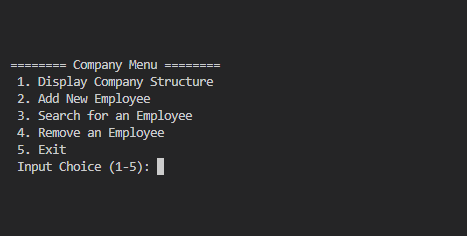 ======== Company Menu ========
1. Display Company Structure
2. Add New Employee
3. Search for an Employee
4. Remove an Employee
5. Exit
Input Choice (1-5):